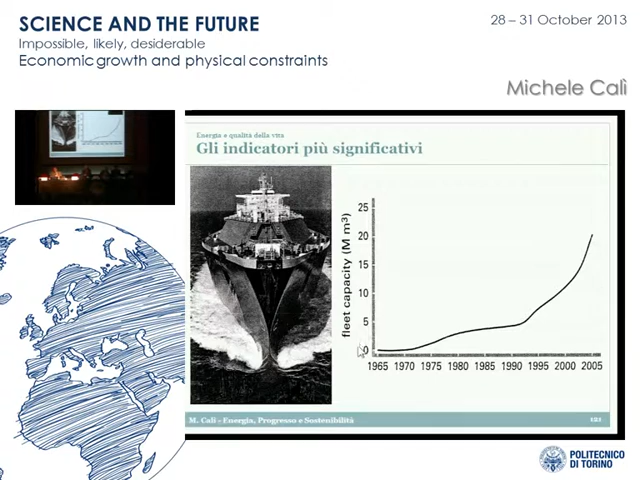 SCIENCE AND THE FUTURE
Impossible, likely, desiderable
Economic growth and physical constraints
28 – 31 October 2013
Michele Calì
Energia e qualità della vita
Gli indicatori più significativi
fleet capacity (M m³)
25
20
15
10
5
0
1965 1970 1975 1980 1985 1990 1995 2000 2005
M. Calì - Energia, Progresso e Sostenibilità
121
POLITECNICO
DI TORINO